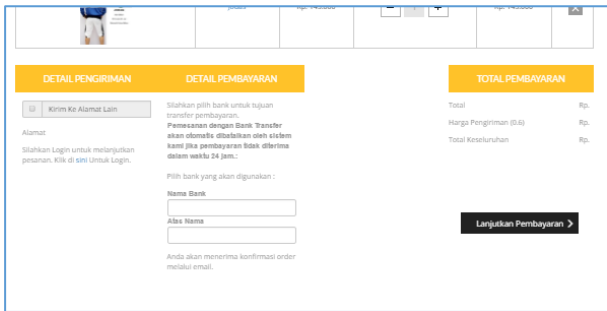 DETAIL PENGIRIMAN
DETAIL PEMBAYARAN
TOTAL PEMBAYARAN
Kirim Ke Alamat Lain
Alamat
Silahkan Login untuk melanjutkan
pesanan. Klik di sini Untuk Login.
Silahkan pilih bank untuk tujuan
transfer pembayaran.
Pemesanan dengan Bank Transfer
akan otomatis dibatalkan oleh sistem
kami jika pembayaran tidak diterima
dalam waktu 24 jam.:
Pilih bank yang akan digunakan :
Nama Bank
Atas Nama
Anda akan menerima konfirmasi order
melalui email.
Total Rp.
Harga Pengiriman (0.6) Rp.
Total Keseluruhan Rp.
Lanjutkan Pembayaran